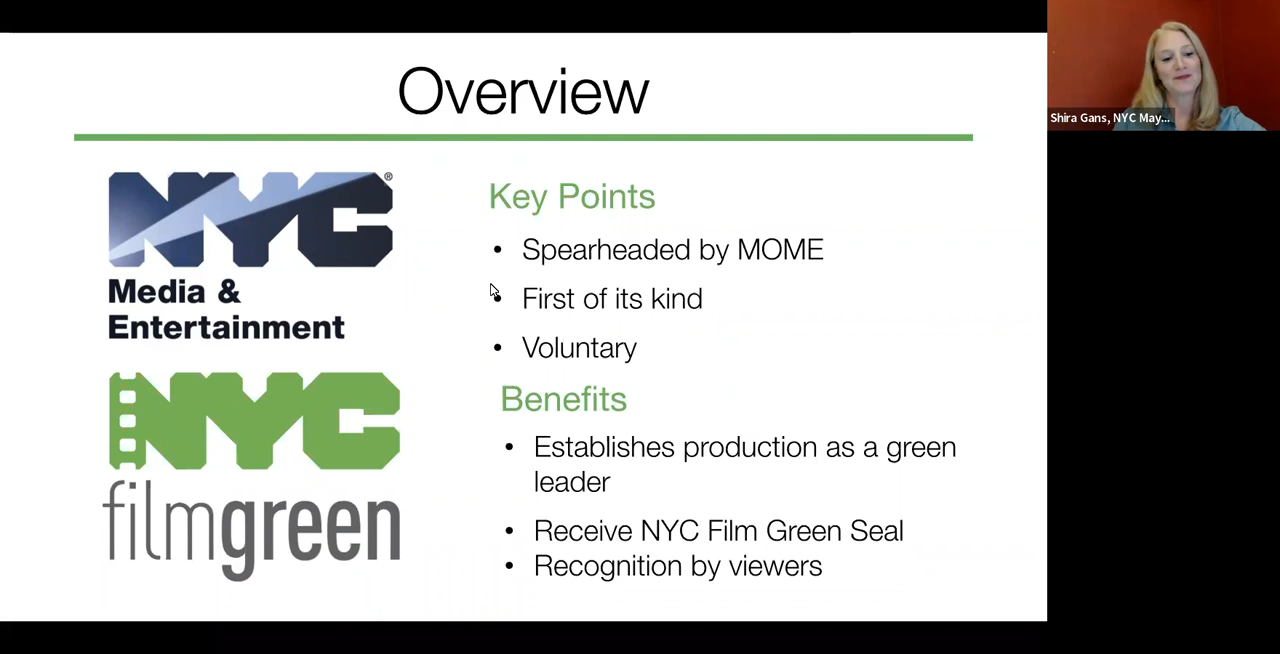 Overview
NYC®
Media &
Entertainment
NYC
filmgreen
Key Points
• Spearheaded by MOME
• First of its kind
• Voluntary
Benefits
• Establishes production as a green
leader
• Receive NYC Film Green Seal
• Recognition by viewers
Shira Gans, NYC May...